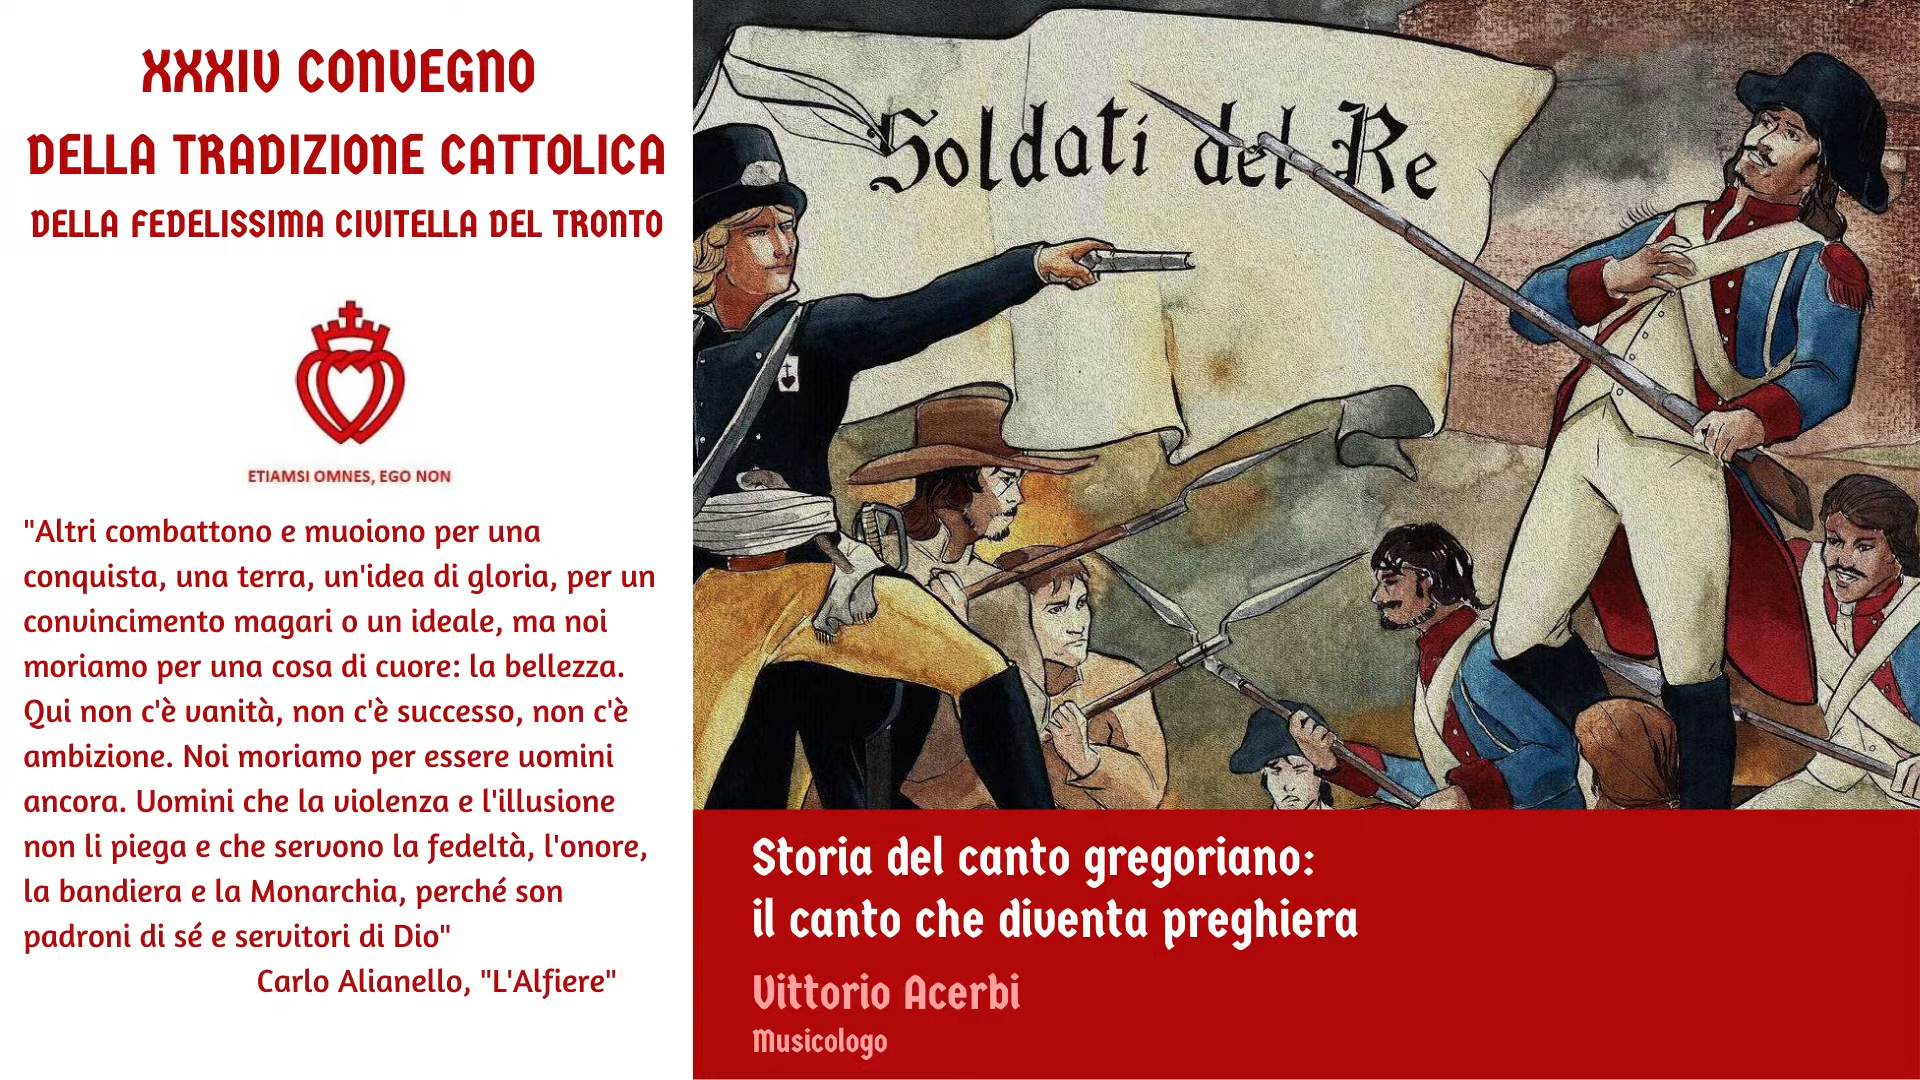 XXXIV CONVEGNO
DELLA TRADIZIONE CATTOLICA
DELLA FEDELISSIMA CIVITELLA DEL TRONTO
ETIAMSI OMNES, EGO NON
"Altri combattono e muoiono per una
conquista, una terra, un'idea di gloria, per un
convincimento magari o un ideale, ma noi
moriamo per una cosa di cuore: la bellezza.
Qui non c'è vanità, non c'è successo, non c'è
ambizione. Noi moriamo per essere uomini
ancora. Uomini che la violenza e l'illusione
non li piega e che servono la fedeltà, l'onore,
la bandiera e la Monarchia, perché son
padroni di sé e servitori di Dio"
Carlo Alianello, "L'Alfiere"
Soldati del Re
Storia del canto gregoriano:
il canto che diventa preghiera
Vittorio Acerbi
Musicologo